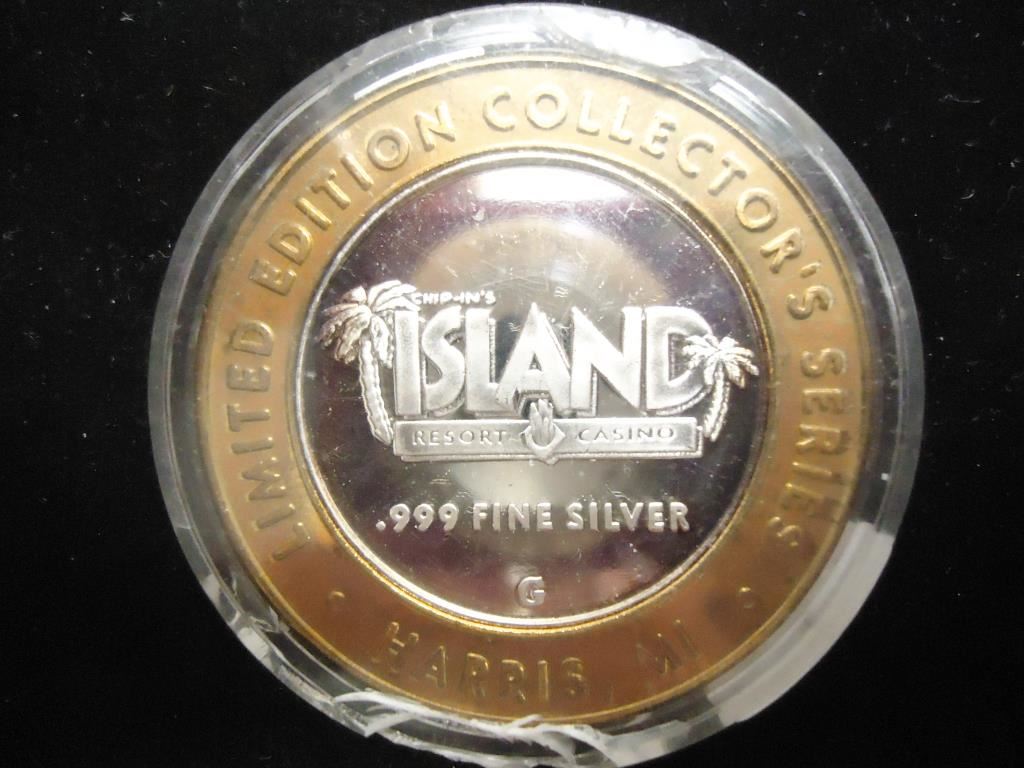 LIMITED EDITION COLLECTOR'S SERIES
CHIP-IN'S
ISLAND
RESORT CASINO
.999 FINE SILVER
G
HARRIS, MI